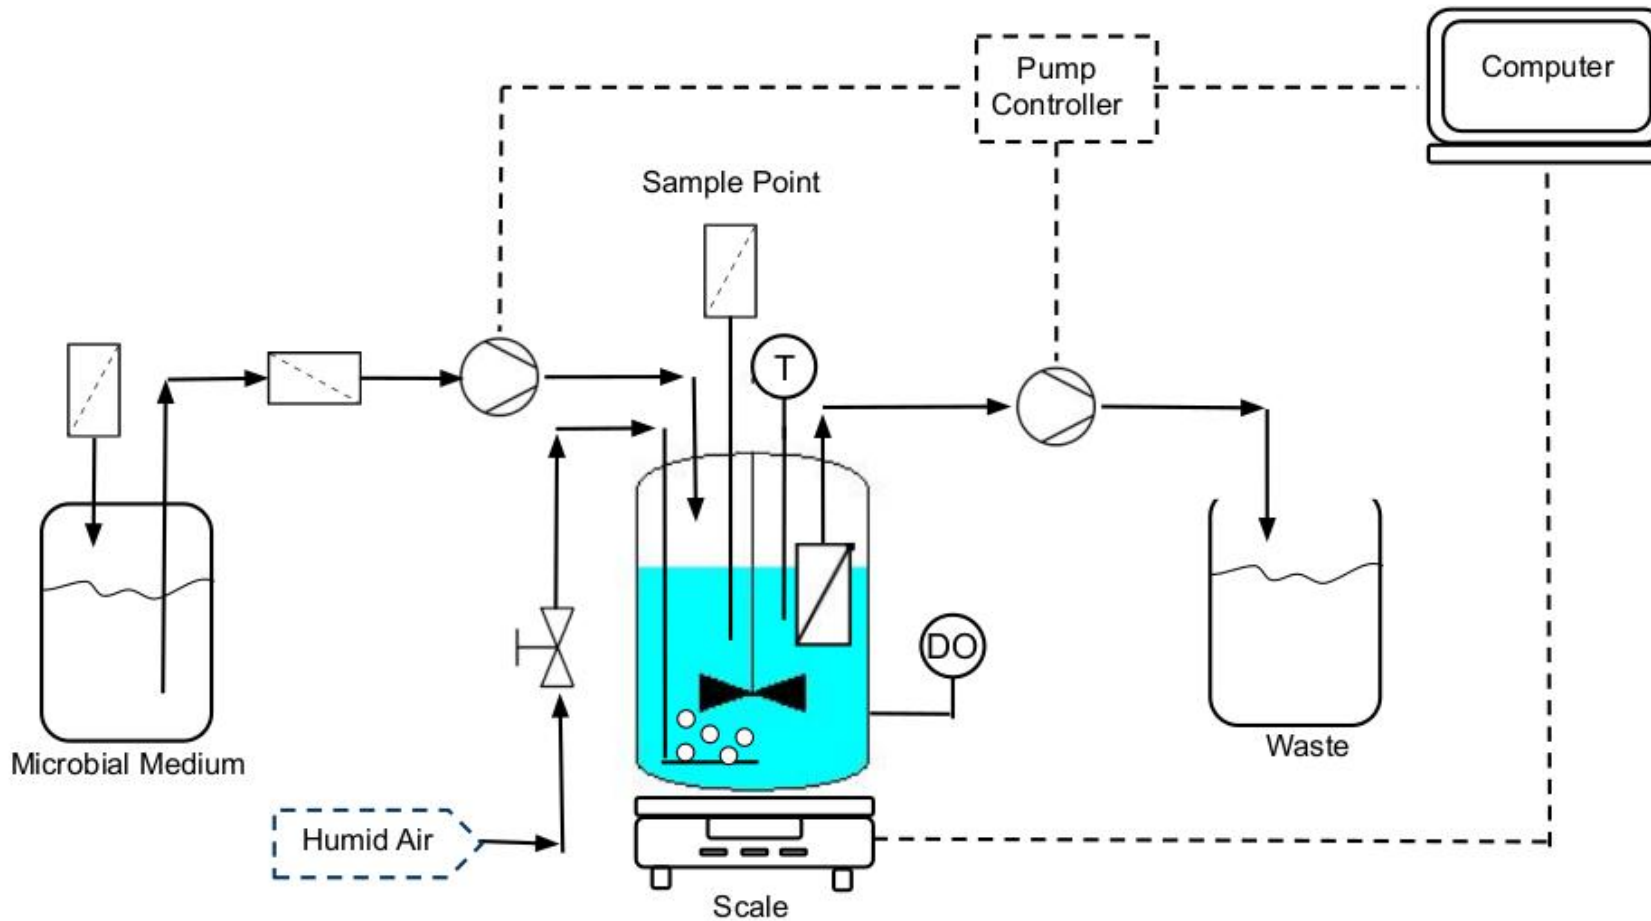 Pump
Controller
Computer
Sample Point
T
DO
Microbial Medium
Waste
Humid Air
Scale